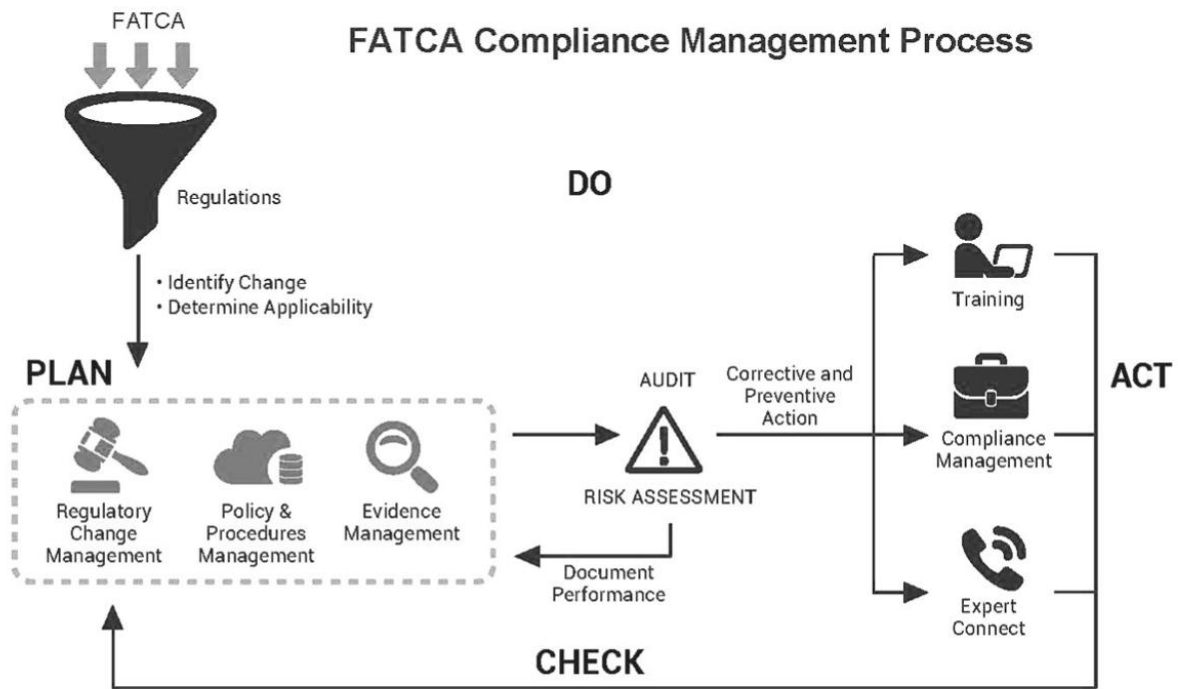 FATCA
FATCA Compliance Management Process
Regulations
DO
• Identify Change
• Determine Applicability
PLAN
Regulatory
Change
Management
Policy &
Procedures
Management
Evidence
Management
AUDIT
RISK ASSESSMENT
Corrective and
Preventive
Action
Document
Performance
Training
Compliance
Management
Expert
Connect
ACT
CHECK